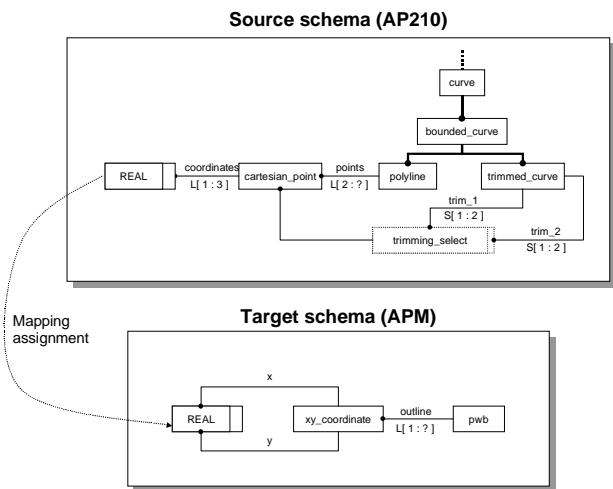 Source schema (AP210)
curve
bounded_curve
REAL
coordinates
L[ 1 : 3 ]
cartesian_point
points
L[ 2 : ? ]
polyline
trimmed_curve
trim_1
S[ 1 : 2 ]
trimming_select
trim_2
S[ 1 : 2 ]
Mapping
assignment
Target schema (APM)
x
REAL
y
xy_coordinate
outline
L[ 1 : ? ]
pwb